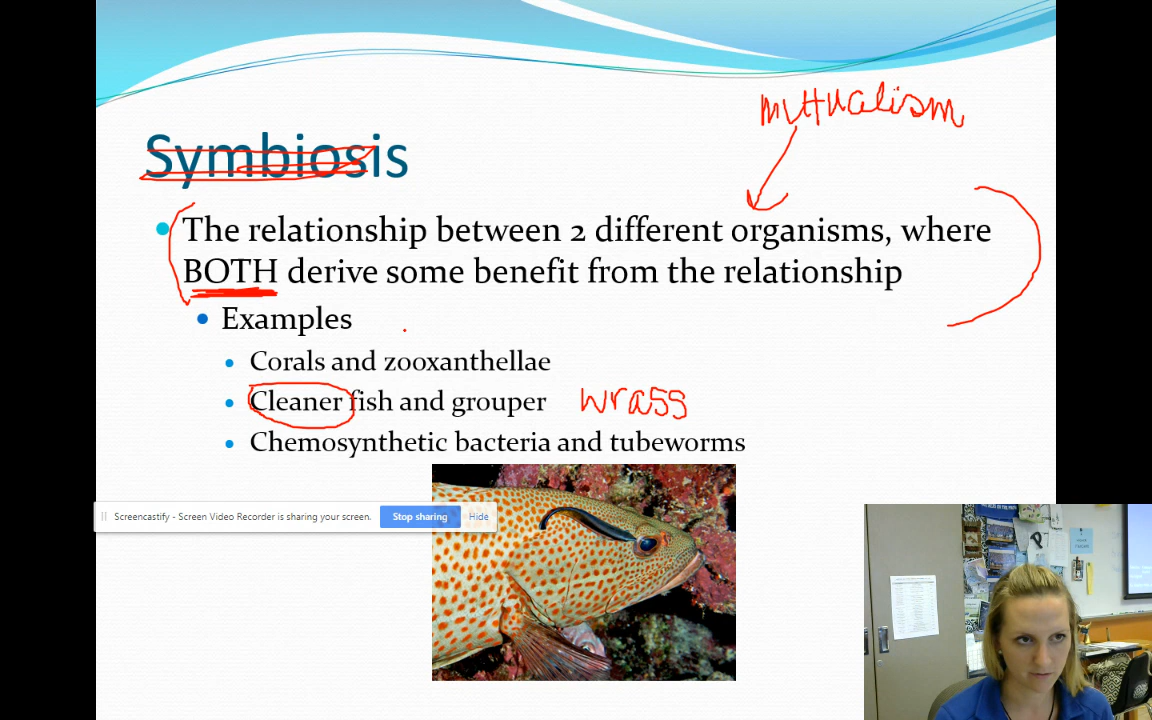 mutualism
Symbiosis
The relationship between 2 different organisms, where
BOTH derive some benefit from the relationship
Examples
Corals and zooxanthellae
Cleaner fish and grouper wrass
Chemosynthetic bacteria and tubeworms
Screencastify - Screen Video Recorder is sharing your screen. Stop sharing Hide